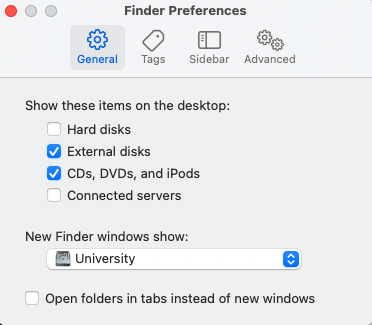 Finder Preferences
General
Tags
Sidebar
Advanced
Show these items on the desktop:
Hard disks
External disks
CDs, DVDs, and iPods
Connected servers
New Finder windows show:
University
Open folders in tabs instead of new windows